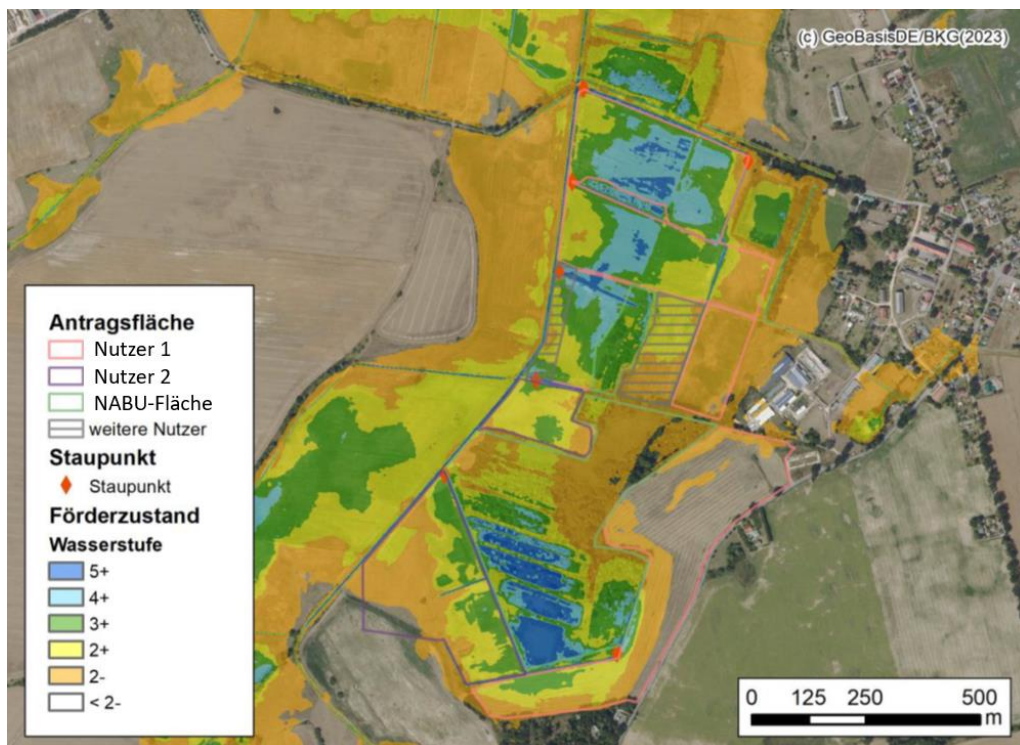 (c) GeoBasisDE/BKG(2023)
Antragsfläche
Nutzer 1
Nutzer 2
NABU-Fläche
weitere Nutzer
Staupunkt
Staupunkt
Förderzustand
Wasserstufe
5+
4+
3+
2+
2-
< 2-
0 125 250 500
m